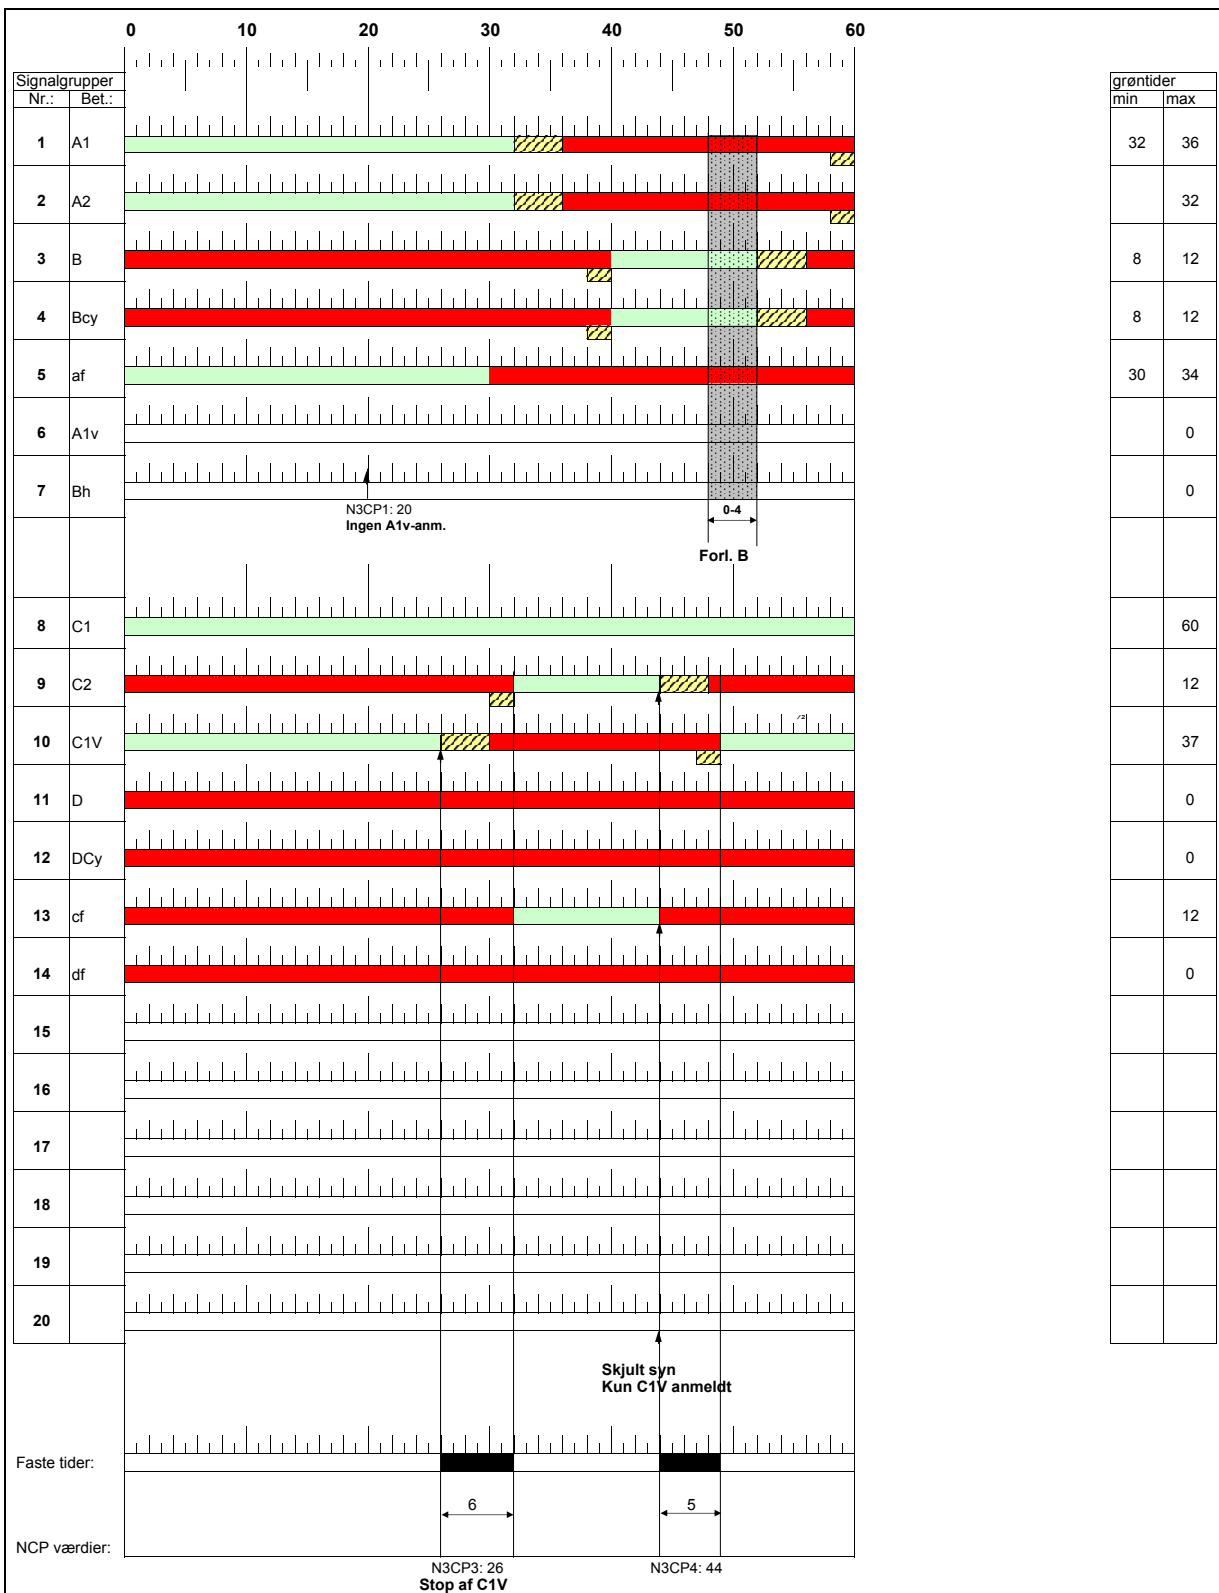 0 10 20 30 40 50 60
Signalgrupper grøntider
Nr.: Bet.: min max
1 A1 32 36
2 A2 32
3 B 8 12
4 Bcy 8 12
5 af 30 34
6 A1v 0
7 Bh 0
N3CP1: 20 0-4
Ingen A1v-anm.
Forl. B
8 C1 60
9 C2 12
10 C1V 37
11 D 0
12 DCy 0
13 cf 12
14 df 0
15
16
17
18
19
20
Skjult syn
Kun C1V anmeldt
Faste tider:
6 5
NCP værdier:
N3CP3: 26 N3CP4: 44
Stop af C1V